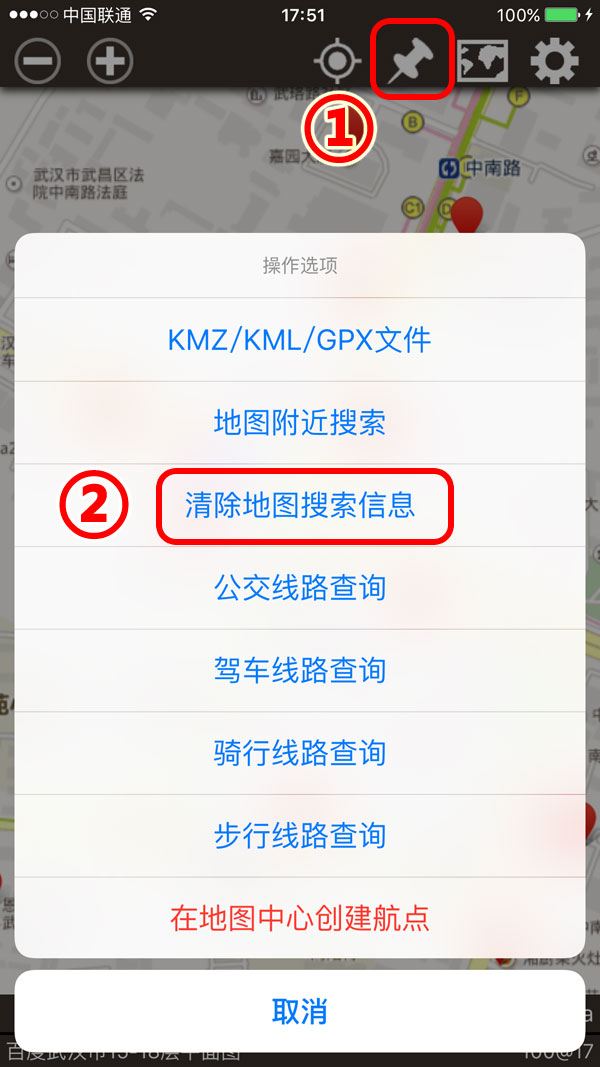 中国联通
17:51
100%
武珞路
①
B
F
嘉园大
中南路
武汉市武昌区法
院中南路法庭
C1
D
操作选项
KMZ/KML/GPX文件
地图附近搜索
②
清除地图搜索信息
公交线路查询
驾车线路查询
骑行线路查询
步行线路查询
在地图中心创建航点
取消
百度武汉市15-18层平面图
100@17